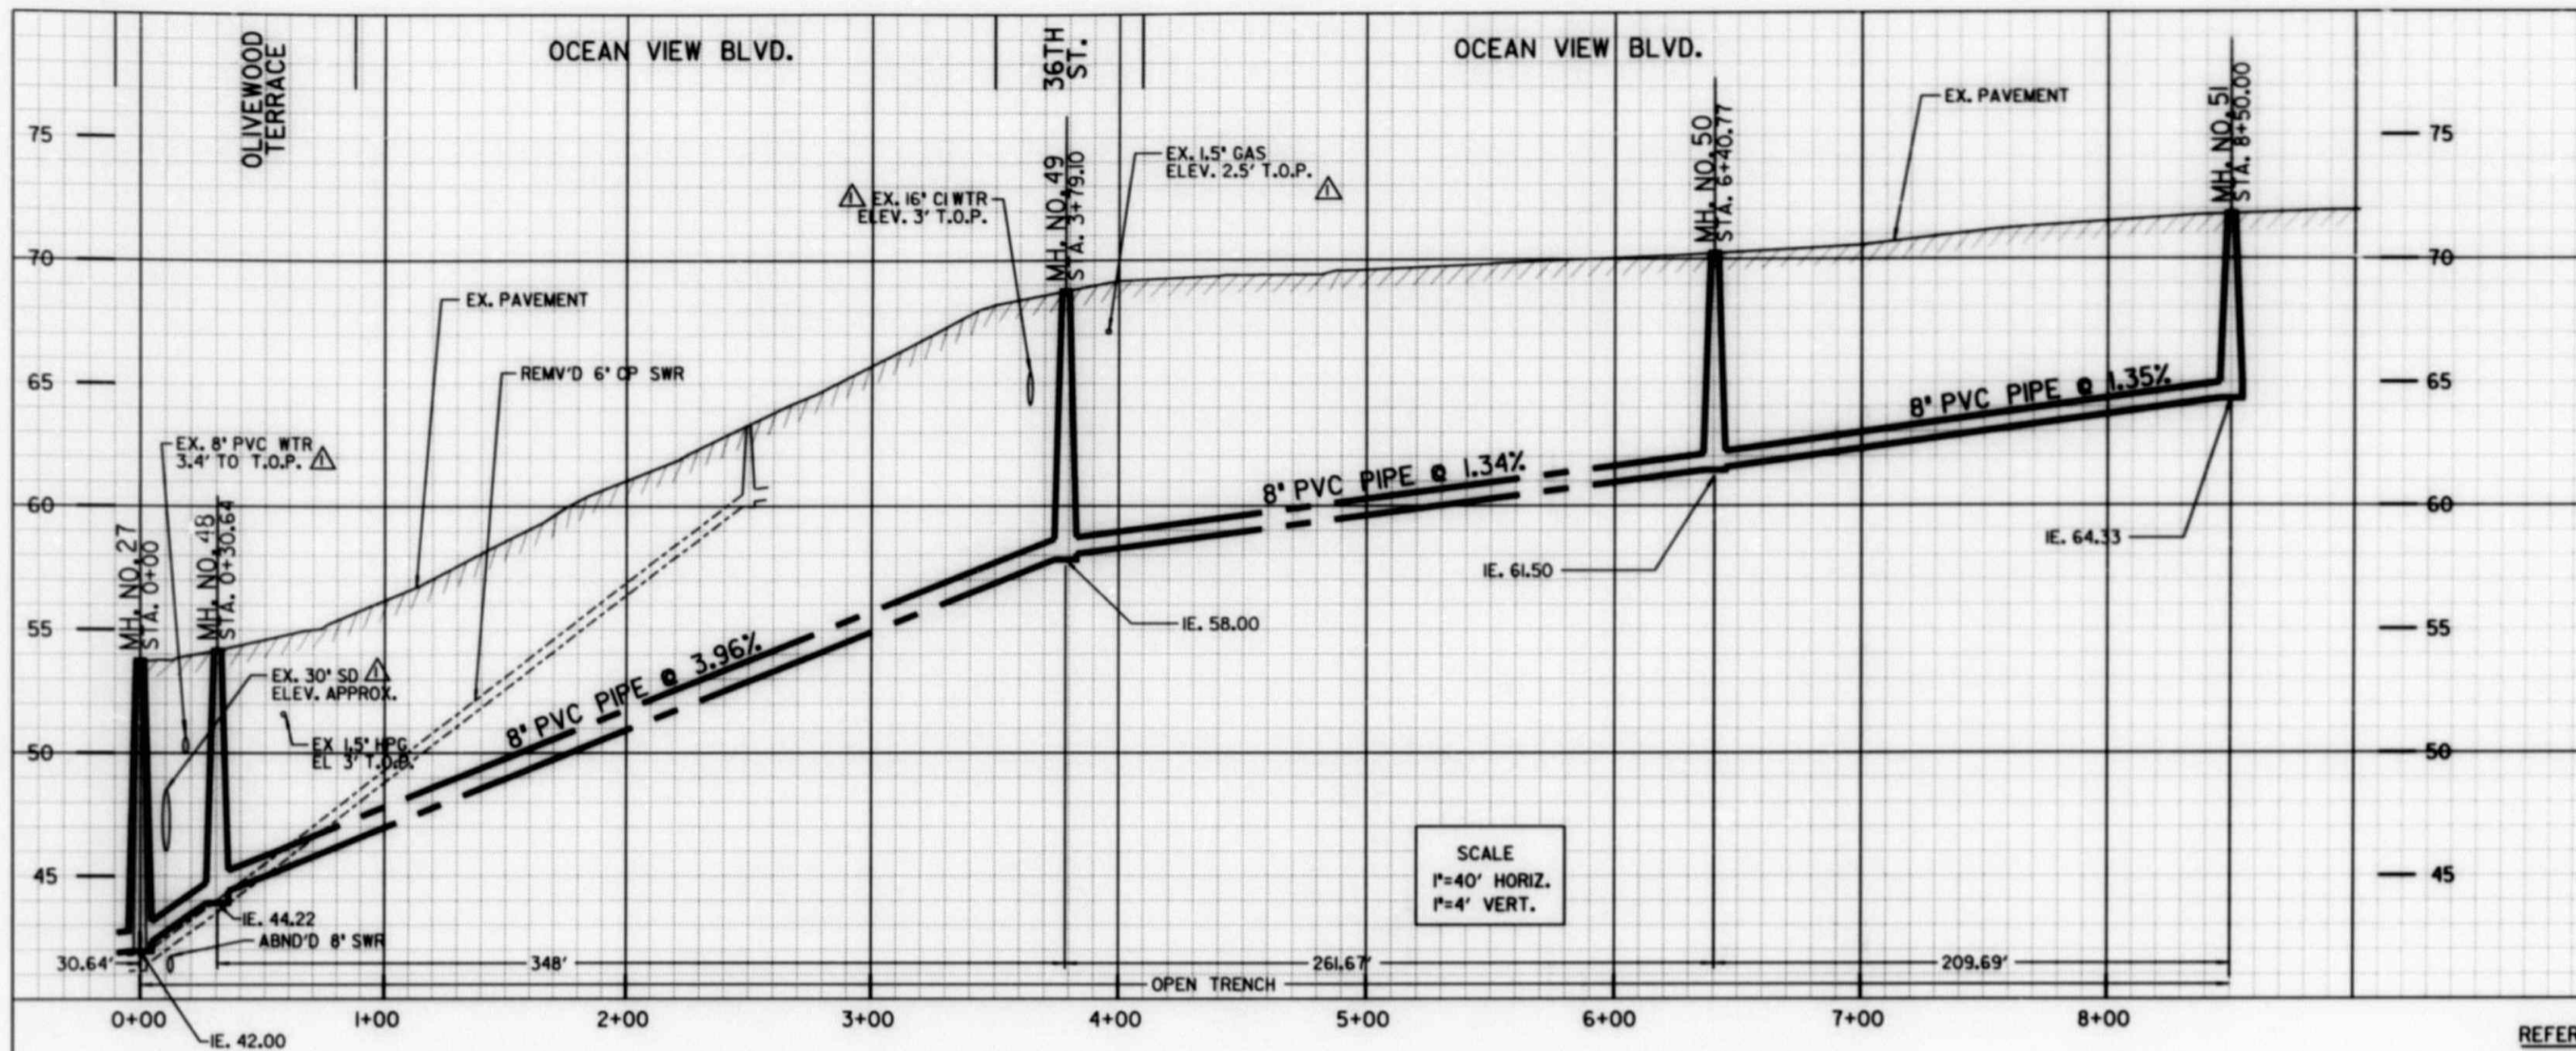 OLIVEWOOD
TERRACE
OCEAN VIEW BLVD.
36TH
ST.
OCEAN VIEW BLVD.
75
70
65
60
55
50
45
75
70
65
60
55
50
45
MH. NO. 27
STA. 0+00
MH. NO. 48
STA. 0+30.64
MH. NO. 49
STA. 3+79.10
MH. NO. 50
STA. 6+40.77
MH. NO. 51
STA. 8+50.00
EX. PAVEMENT
EX. 1.5" GAS
ELEV. 2.5' T.O.P.
1
1 EX. 16" CI WTR
ELEV. 3' T.O.P.
EX. PAVEMENT
REMV'D 6" CP SWR
EX. 8" PVC WTR
3.4' TO T.O.P. 1
EX. 30" SD 1
ELEV. APPROX.
EX 1.5" HPG
EL 3' T.O.P.
8" PVC PIPE @ 3.96%
8" PVC PIPE @ 1.34%
8" PVC PIPE @ 1.35%
IE. 64.33
IE. 61.50
IE. 58.00
IE. 44.22
ABND'D 8" SWR
SCALE
1"=40' HORIZ.
1"=4' VERT.
30.64'
348'
261.67'
209.69'
OPEN TRENCH
0+00
1+00
2+00
3+00
4+00
5+00
6+00
7+00
8+00
IE. 42.00
REFER